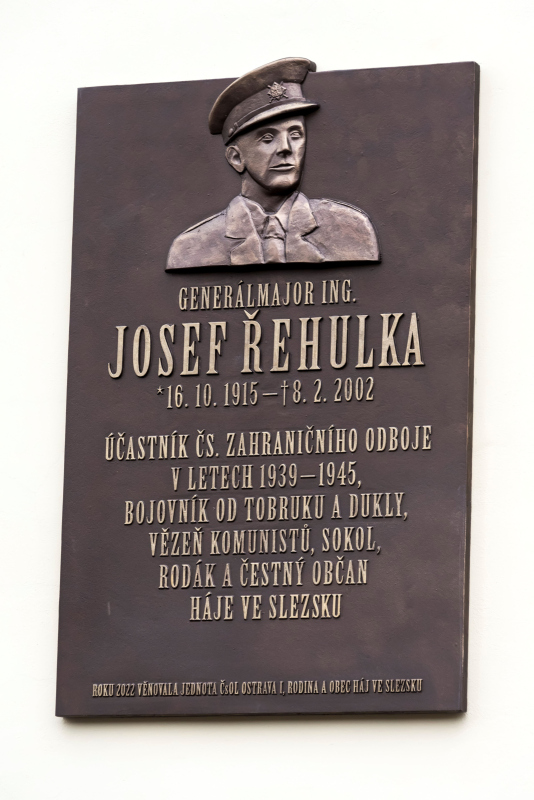 GENERÁLMAJOR ING.
JOSEF ŘEHULKA
*16. 10. 1915 – †8. 2. 2002
ÚČASTNÍK ČS. ZAHRANIČNÍHO ODBOJE
V LETECH 1939 – 1945,
BOJOVNÍK OD TOBRUKU A DUKLY,
VĚZEŇ KOMUNISTŮ, SOKOL,
RODÁK A ČESTNÝ OBČAN
HÁJE VE SLEZSKU
ROKU 2022 VĚNOVALA JEDNOTA ČsOL OSTRAVA I, RODINA A OBEC HÁJ VE SLEZSKU